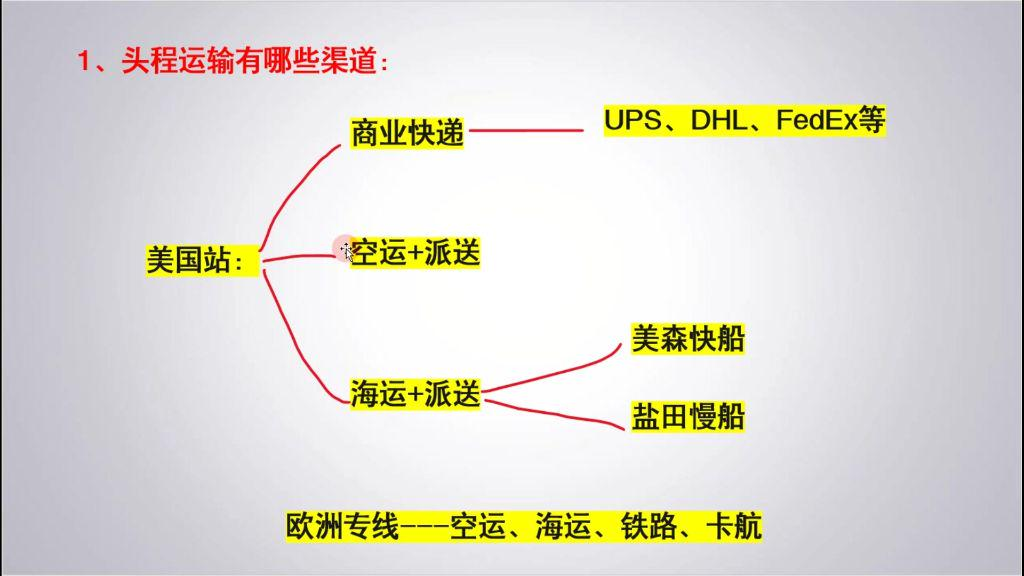 1、头程运输有哪些渠道：
商业快递
UPS、DHL、FedEx等
美国站：
空运+派送
海运+派送
美森快船
盐田慢船
欧洲专线---空运、海运、铁路、卡航